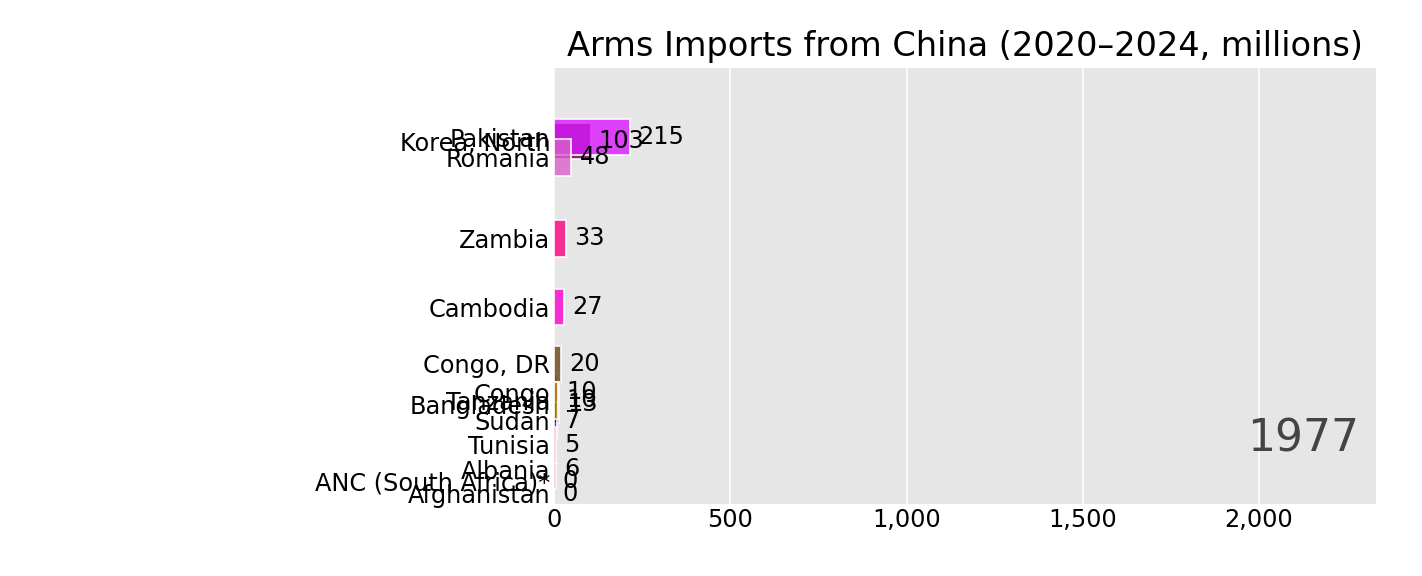 Arms Imports from China (2020–2024, millions)
Pakistan 215
Korea, North 103
Romania 48
Zambia 33
Cambodia 27
Congo, DR 20
Congo 10
Tanzania
Bangladesh 13
Sudan 7
Tunisia 5
Albania 6
ANC (South Africa)* 0
Afghanistan 0
1977
0 500 1,000 1,500 2,000